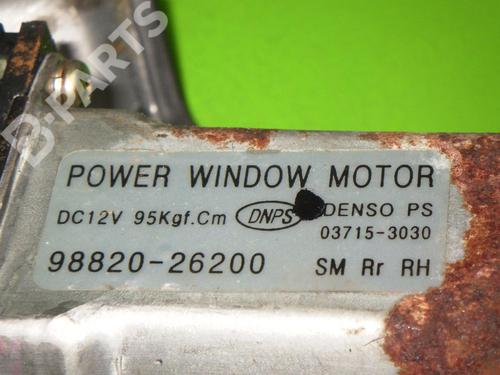 B-PARTS
POWER WINDOW MOTOR
DC12V 95Kgf.Cm DNPS DENSO PS
03715-3030
98820-26200 SM Rr RH